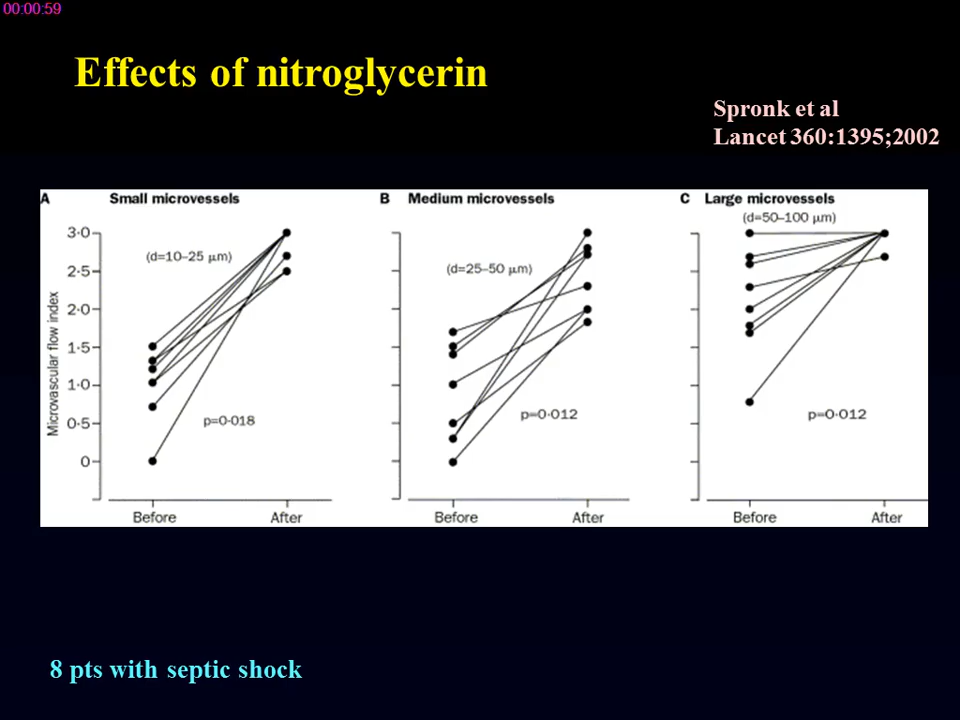 00:00:59
Effects of nitroglycerin
Spronk et al
Lancet 360:1395;2002
A Small microvessels
B Medium microvessels
C Large microvessels
(d=10–25 μm)
(d=25–50 μm)
(d=50–100 μm)
Microvascular flow index
3·0
2·5
2·0
1·5
1·0
0·5
0
p=0·018
p=0·012
p=0·012
Before After
Before After
Before After
8 pts with septic shock